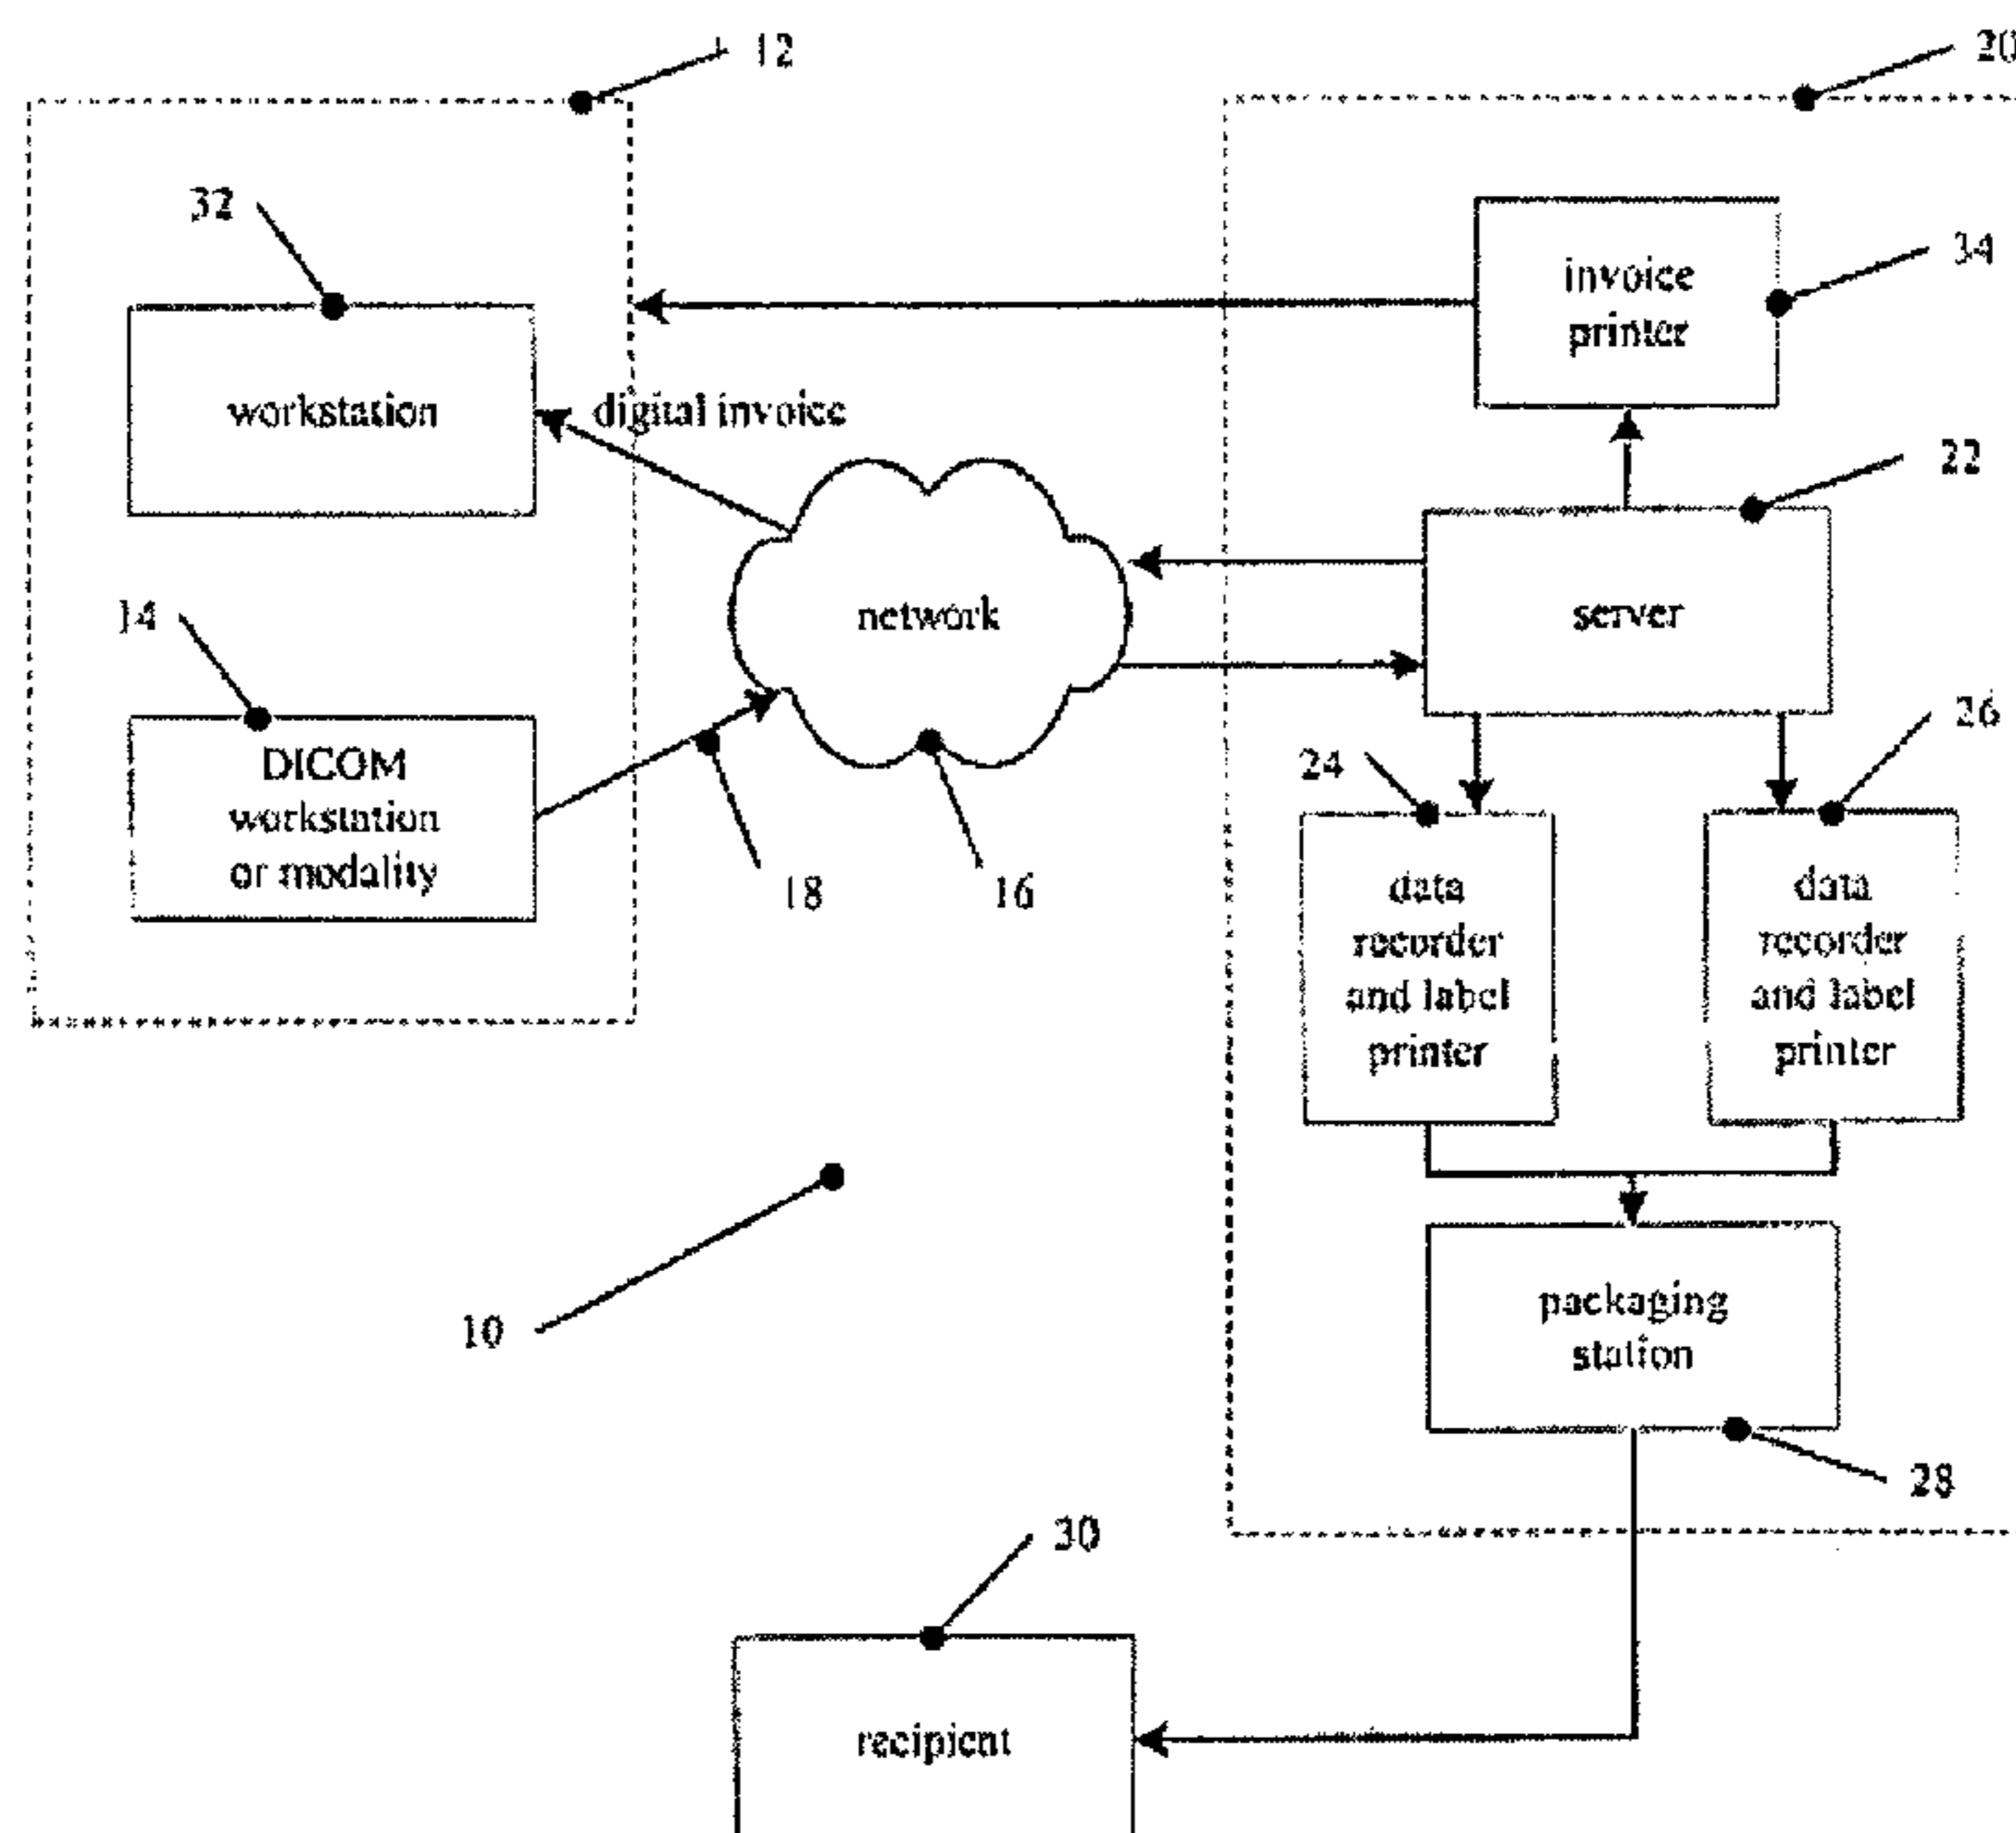 12
20
32
invoice
printer
34
workstation
digital invoice
22
network
server
14
DICOM
workstation
or modality
18
16
24
26
data
recorder
and label
printer
data
recorder
and label
printer
10
packaging
station
28
30
recipient